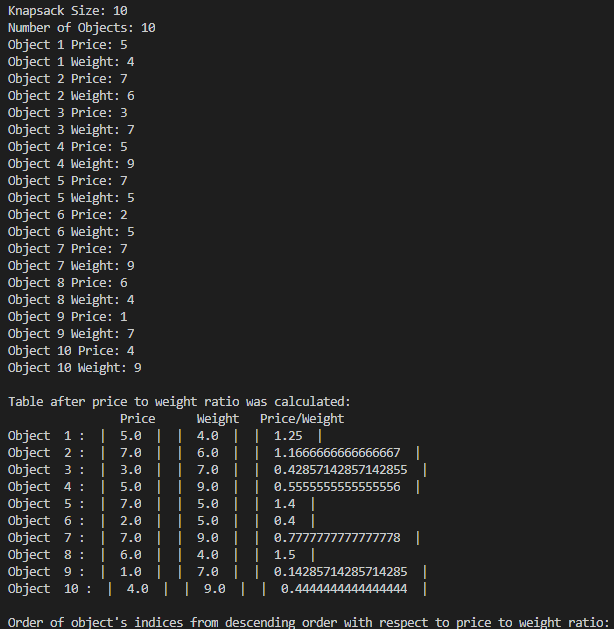 Knapsack Size: 10
Number of Objects: 10
Object 1 Price: 5
Object 1 Weight: 4
Object 2 Price: 7
Object 2 Weight: 6
Object 3 Price: 3
Object 3 Weight: 7
Object 4 Price: 5
Object 4 Weight: 9
Object 5 Price: 7
Object 5 Weight: 5
Object 6 Price: 2
Object 6 Weight: 5
Object 7 Price: 7
Object 7 Weight: 9
Object 8 Price: 6
Object 8 Weight: 4
Object 9 Price: 1
Object 9 Weight: 7
Object 10 Price: 4
Object 10 Weight: 9
Table after price to weight ratio was calculated:
Price Weight Price/Weight
Object 1 : | 5.0 | | 4.0 | | 1.25 |
Object 2 : | 7.0 | | 6.0 | | 1.1666666666666667 |
Object 3 : | 3.0 | | 7.0 | | 0.42857142857142855 |
Object 4 : | 5.0 | | 9.0 | | 0.5555555555555556 |
Object 5 : | 7.0 | | 5.0 | | 1.4 |
Object 6 : | 2.0 | | 5.0 | | 0.4 |
Object 7 : | 7.0 | | 9.0 | | 0.7777777777777778 |
Object 8 : | 6.0 | | 4.0 | | 1.5 |
Object 9 : | 1.0 | | 7.0 | | 0.14285714285714285 |
Object 10 : | 4.0 | | 9.0 | | 0.4444444444444444 |
Order of object's indices from descending order with respect to price to weight ratio: